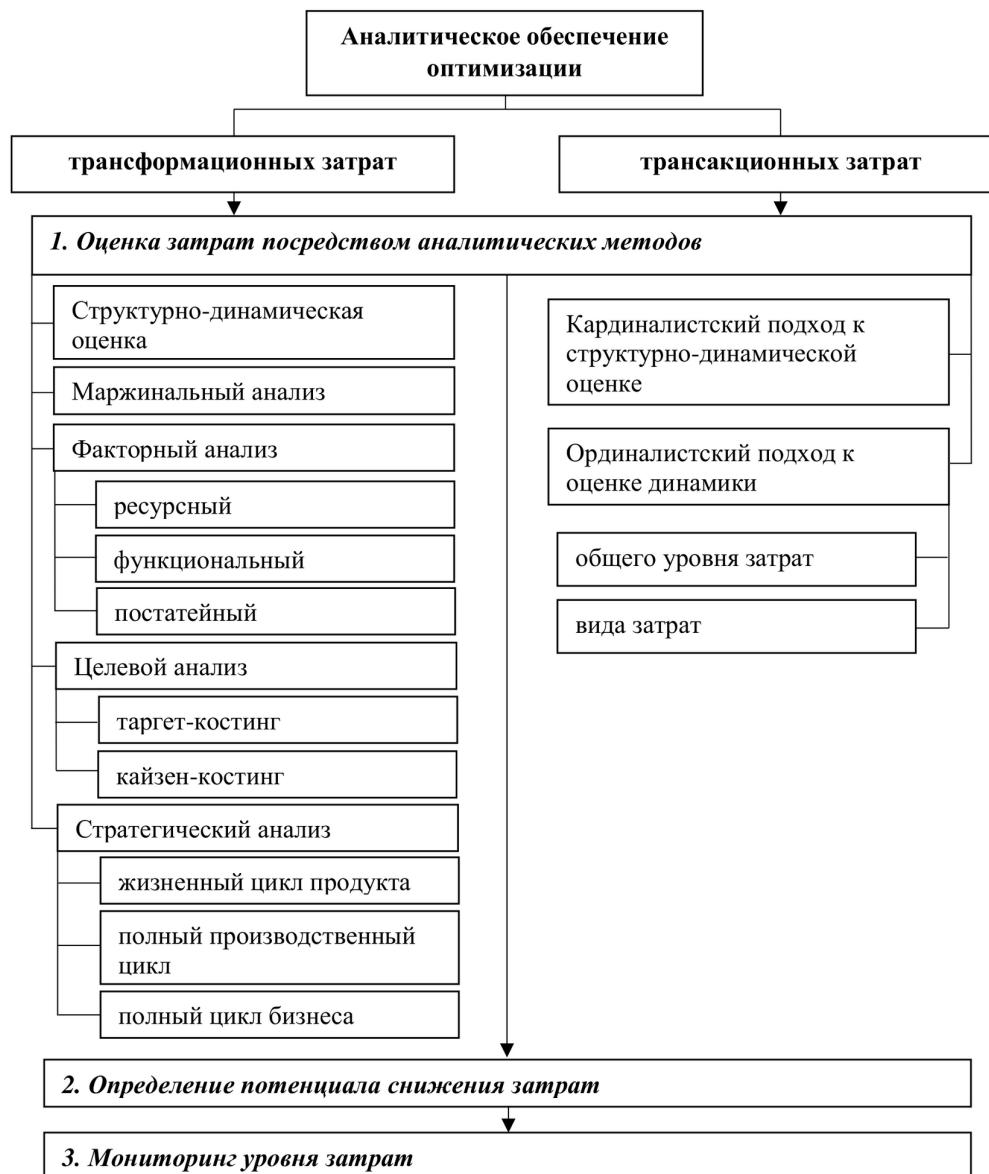 Аналитическое обеспечение
оптимизации
трансформационных затрат
трансакционных затрат
1. Оценка затрат посредством аналитических методов
Структурно-динамическая
оценка
Маржинальный анализ
Факторный анализ
ресурсный
функциональный
постатейный
Целевой анализ
таргет-костинг
кайзен-костинг
Стратегический анализ
жизненный цикл продукта
полный производственный
цикл
полный цикл бизнеса
Кардиналистский подход к
структурно-динамической
оценке
Ординалистский подход к
оценке динамики
общего уровня затрат
вида затрат
2. Определение потенциала снижения затрат
3. Мониторинг уровня затрат